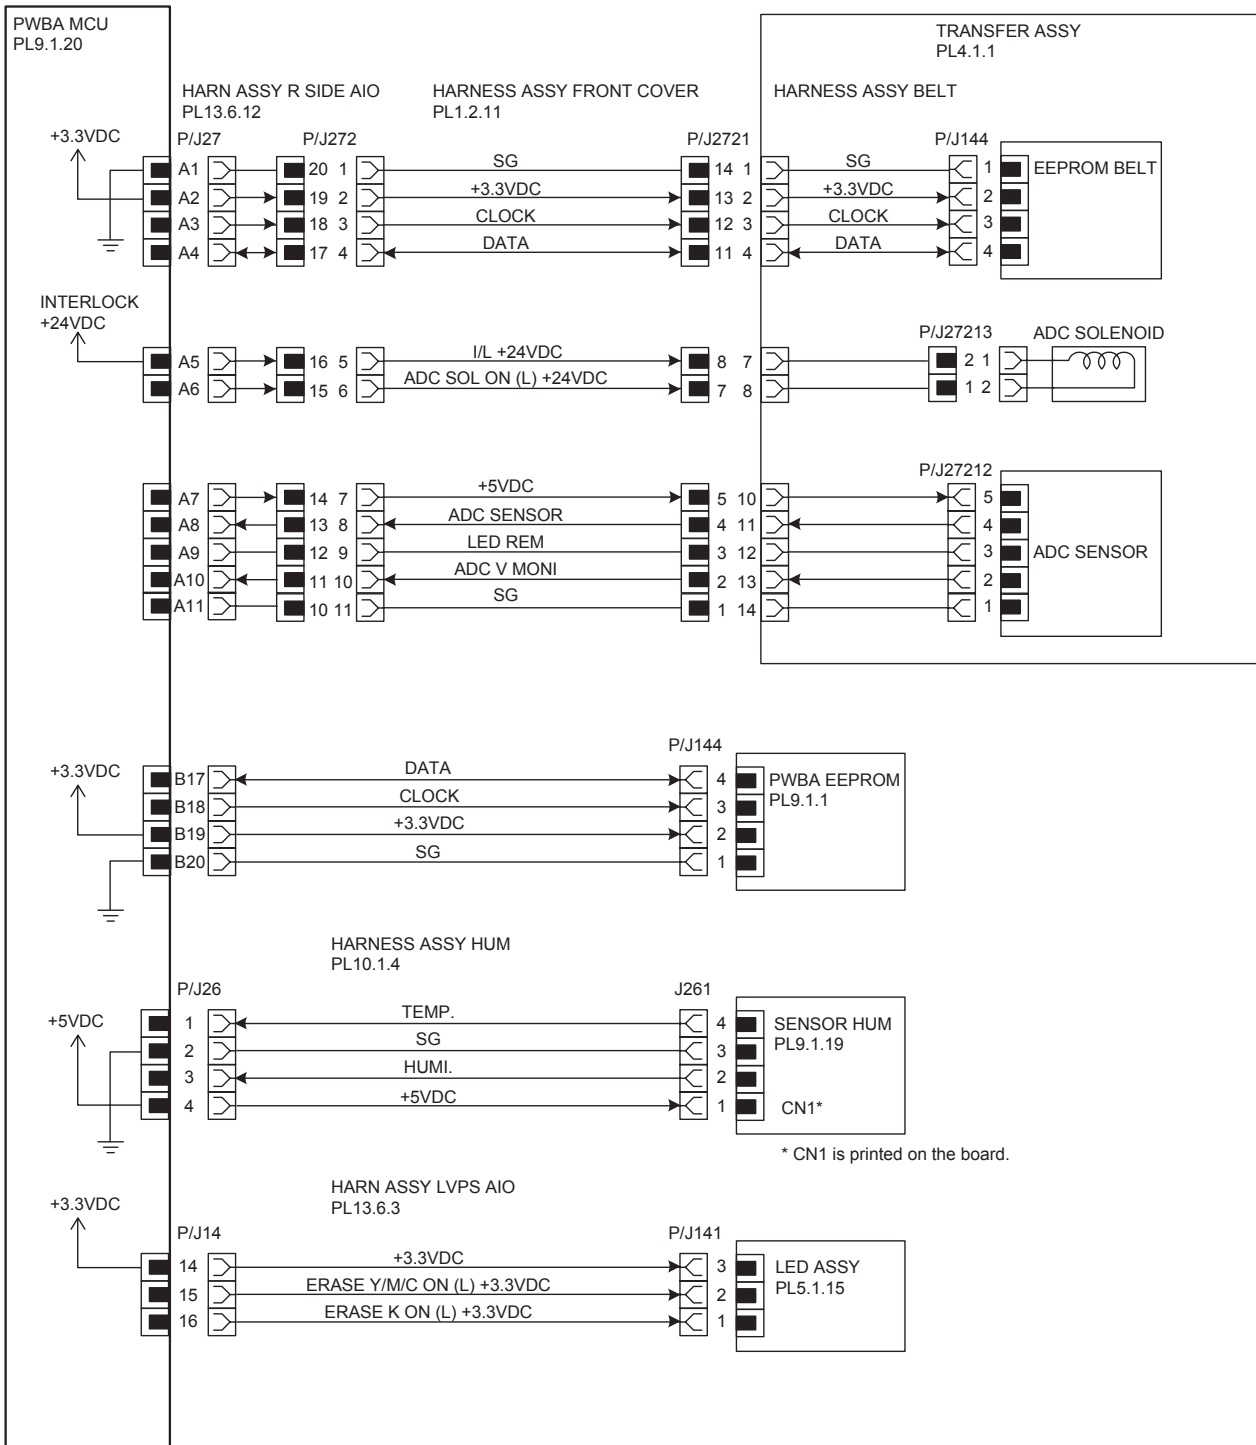 PWBA MCU
PL9.1.20
TRANSFER ASSY
PL4.1.1
HARN ASSY R SIDE AIO
PL13.6.12
HARNESS ASSY FRONT COVER
PL1.2.11
HARNESS ASSY BELT
+3.3VDC
P/J27
P/J272
P/J2721
P/J144
A1 20 1 SG 14 1 SG 1 EEPROM BELT
A2 19 2 +3.3VDC 13 2 +3.3VDC 2
A3 18 3 CLOCK 12 3 CLOCK 3
A4 17 4 DATA 11 4 DATA 4
INTERLOCK
+24VDC
P/J27213
ADC SOLENOID
A5 16 5 I/L +24VDC 8 7 2 1
A6 15 6 ADC SOL ON (L) +24VDC 7 8 1 2
P/J27212
A7 14 7 +5VDC 5 10 5
A8 13 8 ADC SENSOR 4 11 4
A9 12 9 LED REM 3 12 3 ADC SENSOR
A10 11 10 ADC V MONI 2 13 2
A11 10 11 SG 1 14 1
P/J144
+3.3VDC
B17 DATA 4 PWBA EEPROM
PL9.1.1
B18 CLOCK 3
B19 +3.3VDC 2
B20 SG 1
HARNESS ASSY HUM
PL10.1.4
P/J26
J261
+5VDC
1 TEMP. 4 SENSOR HUM
PL9.1.19
2 SG 3
3 HUMI. 2
4 +5VDC 1 CN1*
* CN1 is printed on the board.
HARN ASSY LVPS AIO
PL13.6.3
+3.3VDC
P/J14
P/J141
14 +3.3VDC 3 LED ASSY
PL5.1.15
15 ERASE Y/M/C ON (L) +3.3VDC 2
16 ERASE K ON (L) +3.3VDC 1